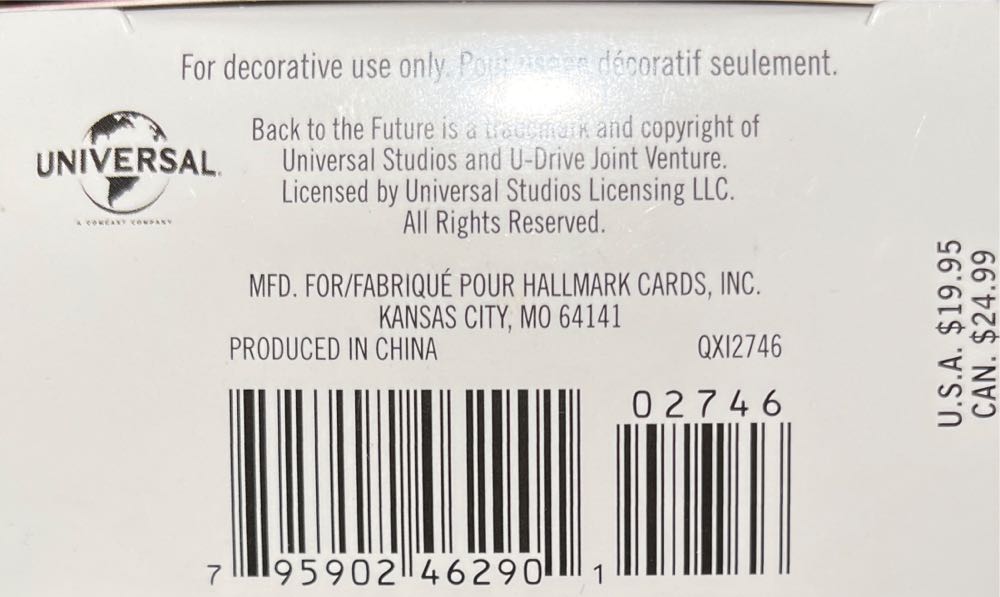 For decorative use only. Pour usage décoratif seulement.
UNIVERSAL
A COMCAST COMPANY
Back to the Future is a trademark and copyright of
Universal Studios and U-Drive Joint Venture.
Licensed by Universal Studios Licensing LLC.
All Rights Reserved.
MFD. FOR/FABRIQUÉ POUR HALLMARK CARDS, INC.
KANSAS CITY, MO 64141
PRODUCED IN CHINA QXI2746
02746
7 95902 46290 1
U.S.A. $19.95
CAN. $24.99